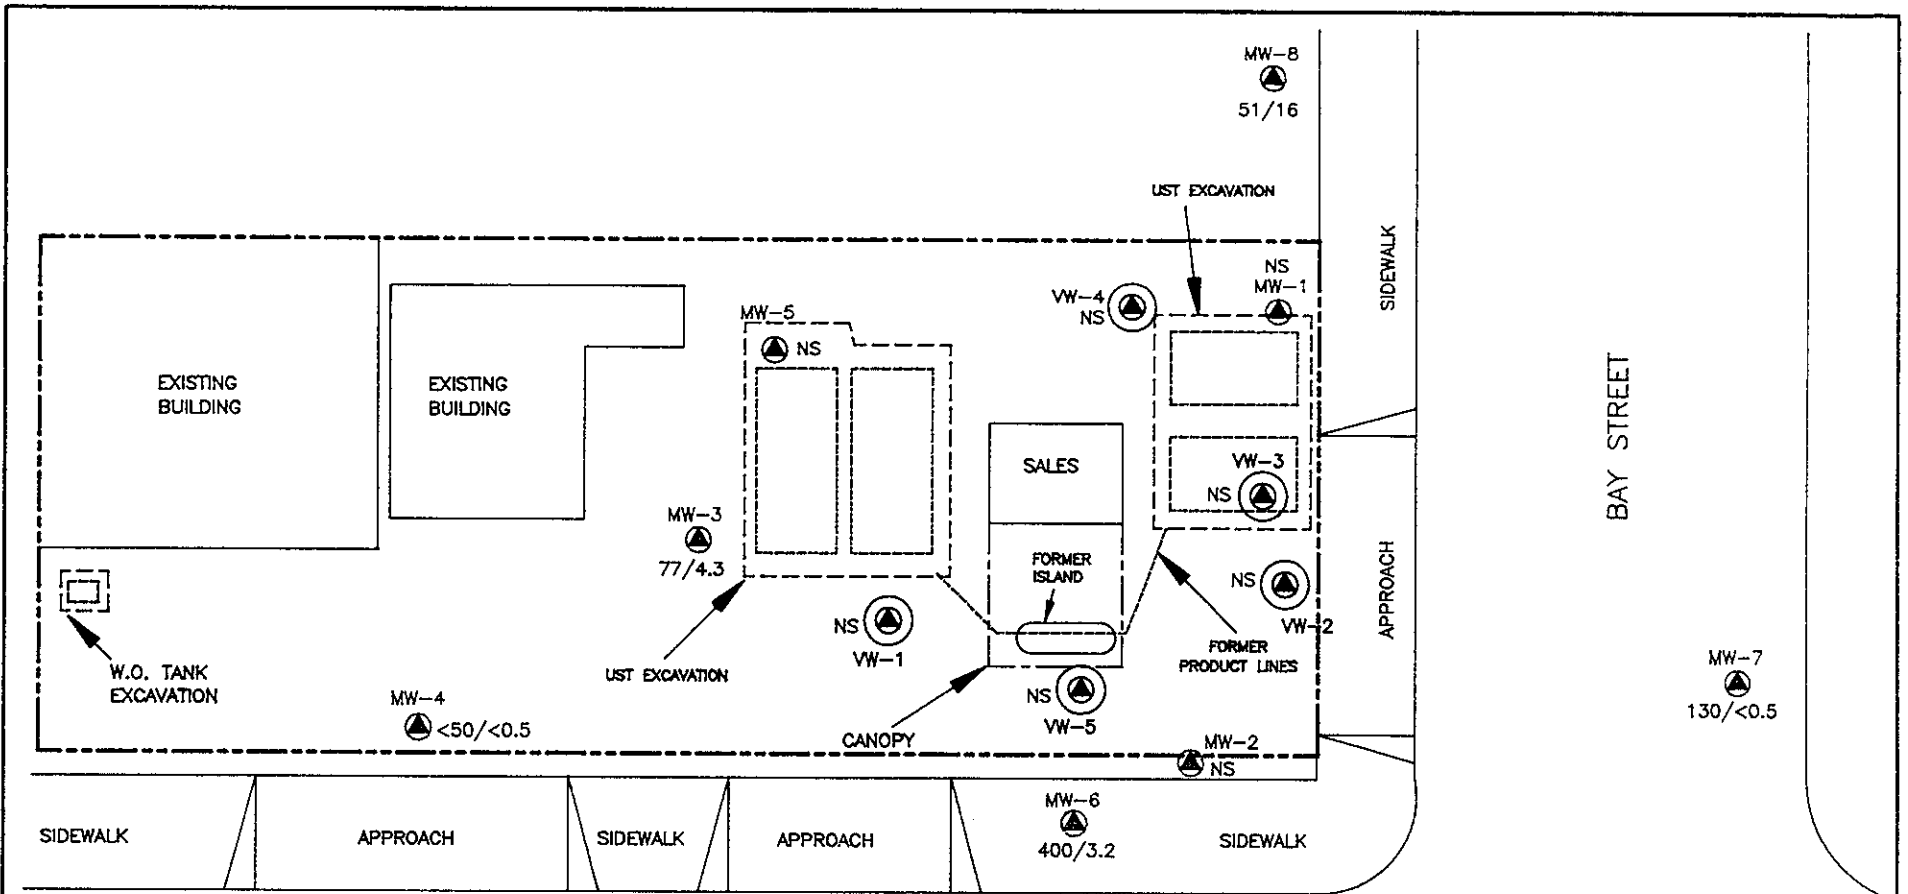 MW-8
51/16
UST EXCAVATION
SIDEWALK
NS
MW-1
VW-4
NS
MW-5
NS
EXISTING
BUILDING
EXISTING
BUILDING
BAY STREET
SALES
VW-3
NS
MW-3
77/4.3
FORMER
ISLAND
APPROACH
NS
VW-2
NS
VW-1
FORMER
PRODUCT LINES
W.O. TANK
EXCAVATION
UST EXCAVATION
MW-7
130/<0.5
MW-4
<50/<0.5
NS
VW-5
CANOPY
MW-2
NS
MW-6
400/3.2
SIDEWALK
APPROACH
SIDEWALK
APPROACH
SIDEWALK